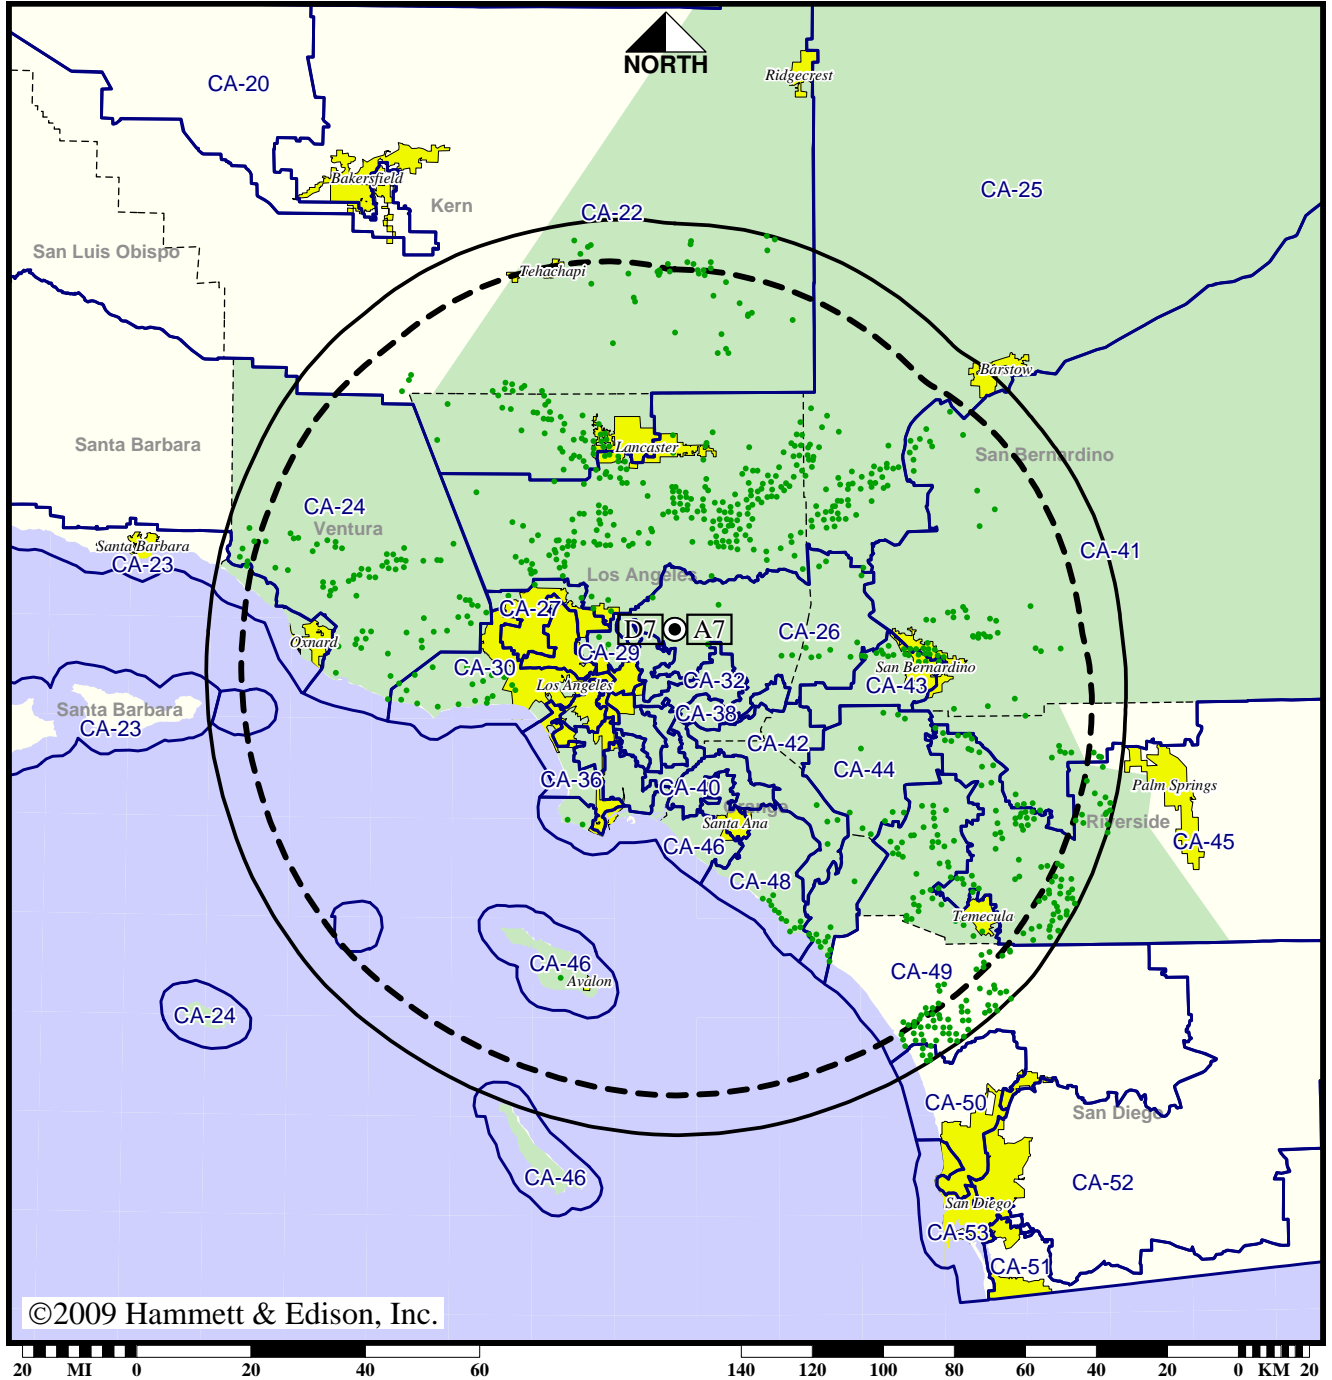 NORTH
Ridgecrest
CA-20
Bakersfield
CA-25
Kern
CA-22
San Luis Obispo
Tehachapi
Barstow
Santa Barbara
Lancaster
San Bernardino
CA-24
Ventura
Santa Barbara
CA-23
CA-41
Los Angeles
CA-27
D7
A7
CA-26
Oxnard
CA-29
CA-30
San Bernardino
CA-32
Los Angeles
CA-43
Santa Barbara
CA-23
CA-38
CA-42
CA-44
CA-36
CA-40
Palm Springs
Orange
Santa Ana
Riverside
CA-46
CA-45
CA-48
Temecula
CA-46
Avalon
CA-49
CA-24
CA-50
San Diego
CA-46
CA-52
San Diego
CA-53
CA-51
©2009 Hammett & Edison, Inc.
20 MI 0 20 40 60 140 120 100 80 60 40 20 0 KM 20